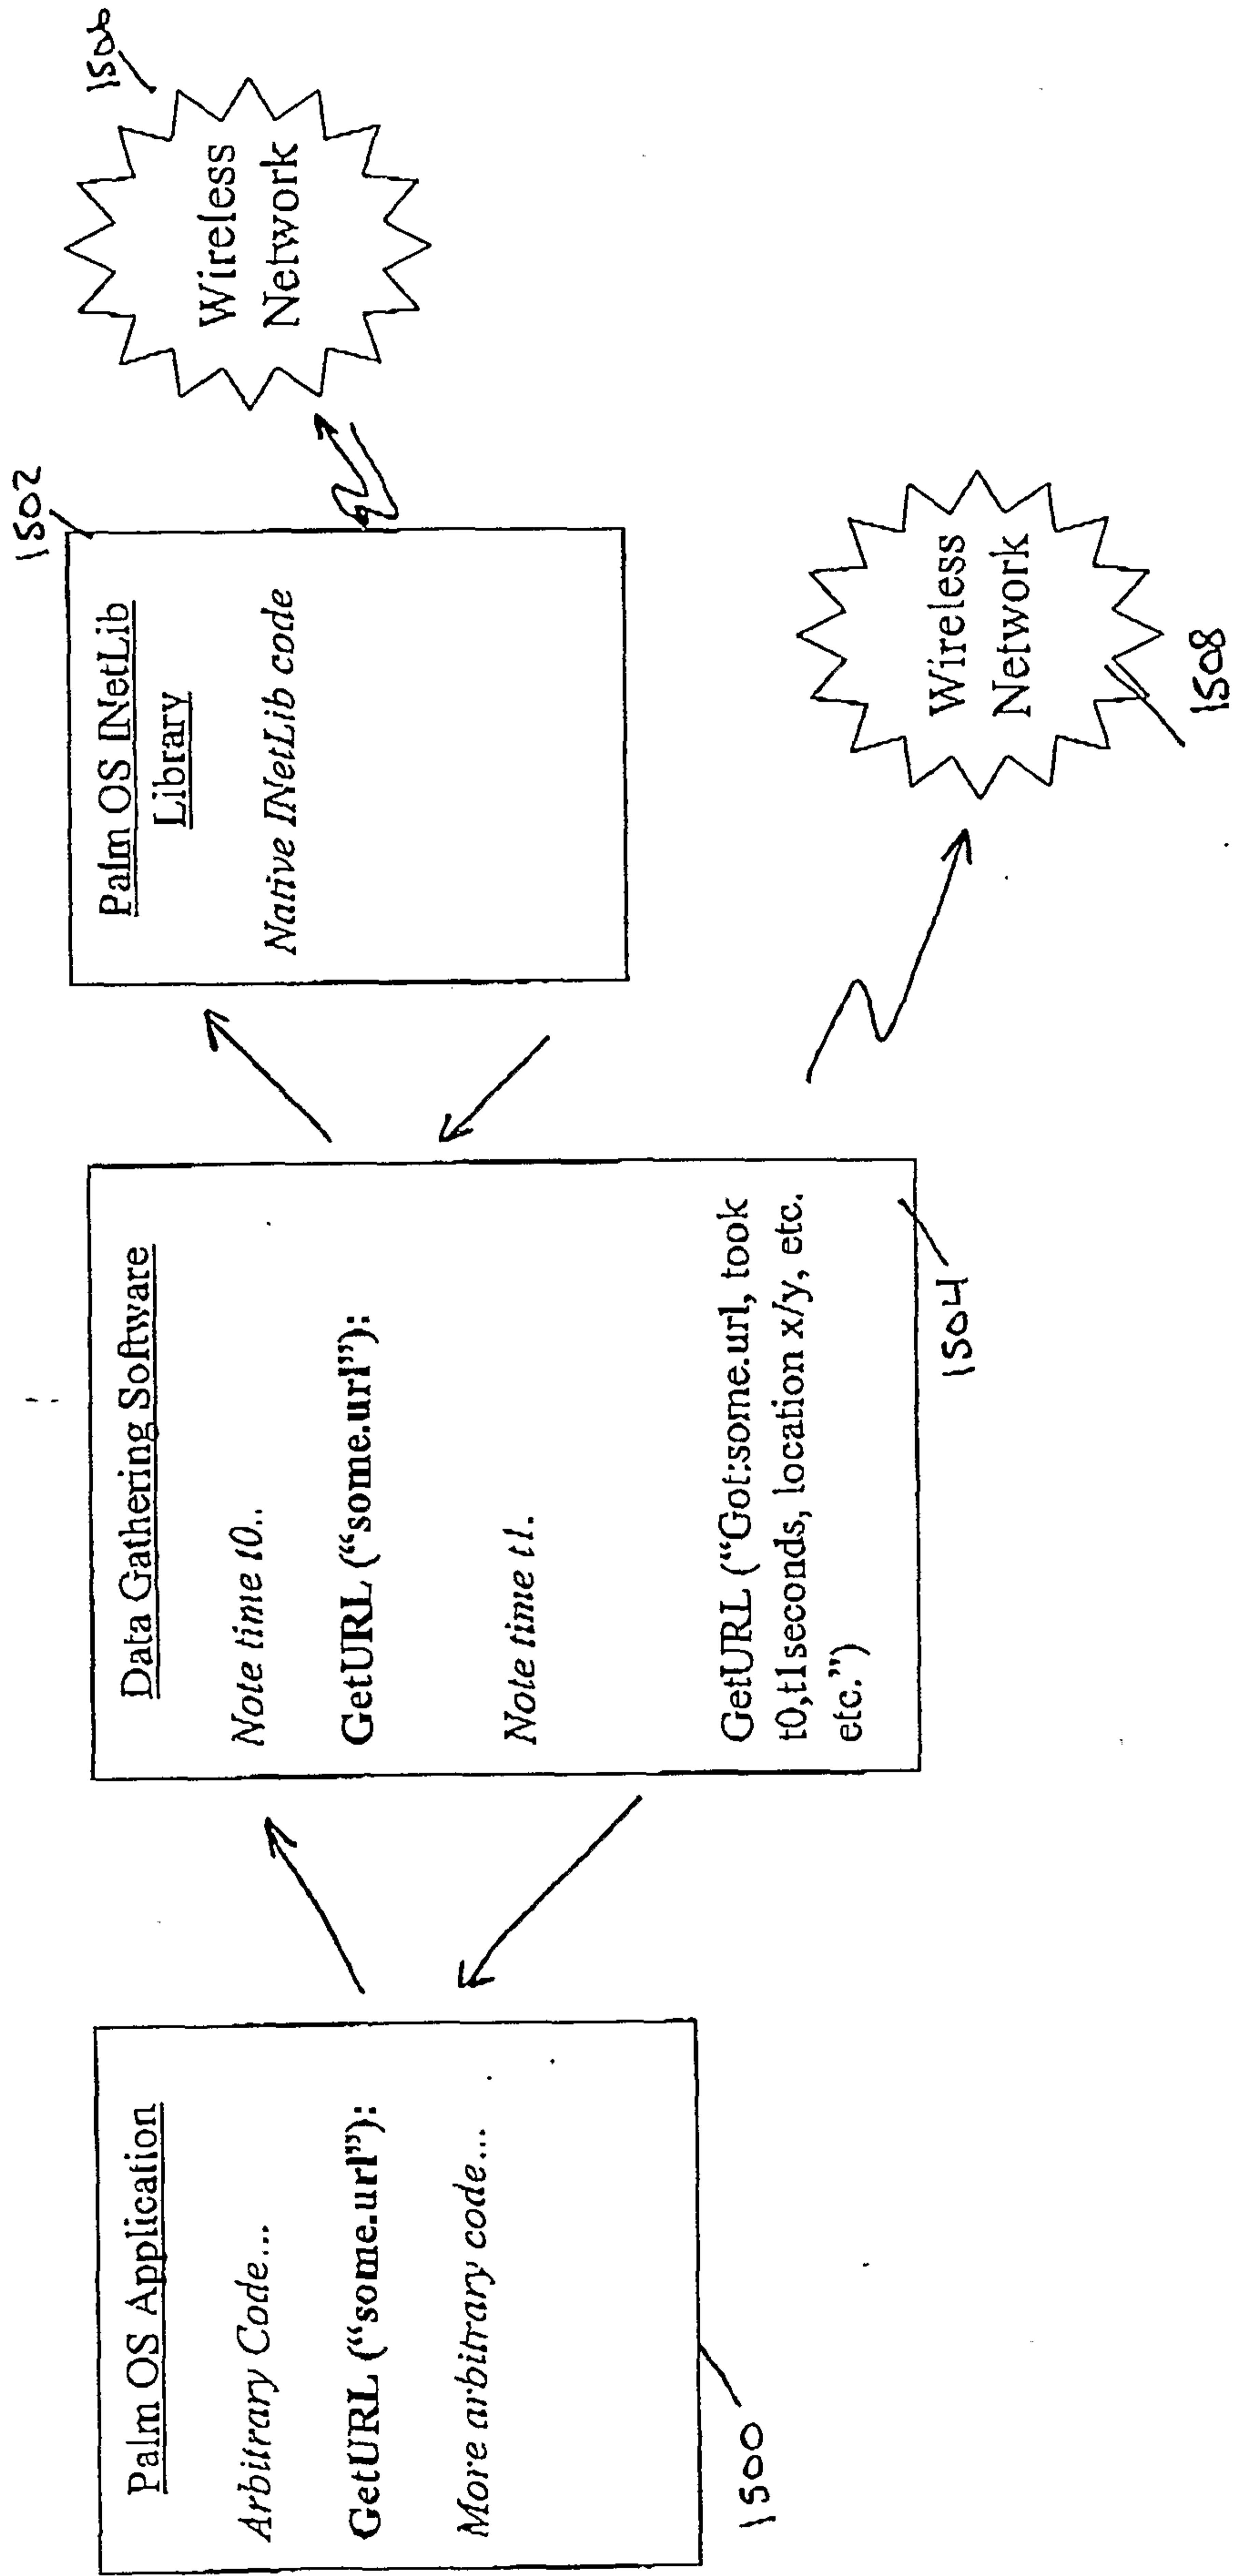 Palm OS Application
Arbitrary Code...
GetURL (“some.url”):
More arbitrary code...
1500
Data Gathering Software
Note time t0..
GetURL (“some.url”):
Note time t1.
GetURL (“Got:some.url, took
t0,t1seconds, location x/y, etc.
etc.”)
1504
1502
Palm OS INetLib
Library
Native INetLib code
1506
Wireless
Network
Wireless
Network
1508